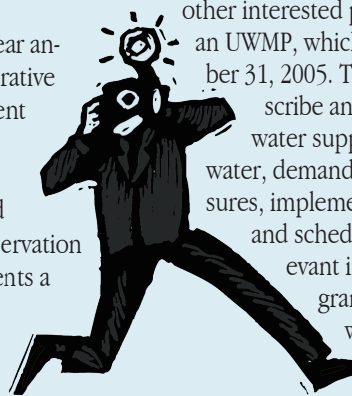 ear an-
rative
ent
ervation
ents a
other interested
an UWMP, which
ber 31, 2005. T
scribe an
water supp
water, demand
sures, impleme
and sched
evant i
gran